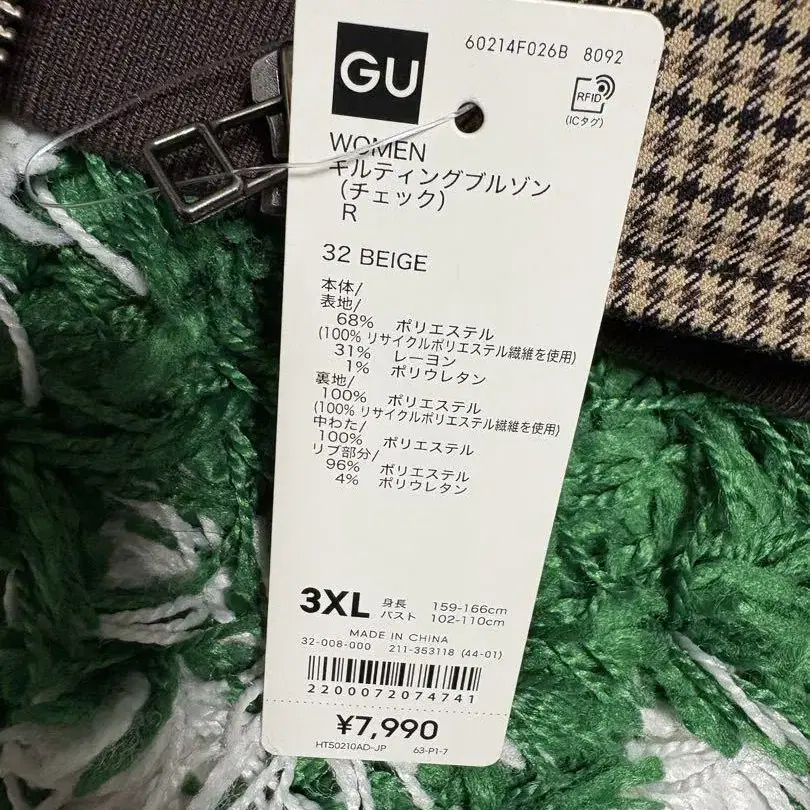 GU
60214F026B 8092
RFID
(ICタグ)
WOMEN
キルティングブルゾン
(チェック)
R
32 BEIGE
本体/
表地/
68% ポリエステル
(100% リサイクルポリエステル繊維を使用)
31% レーヨン
1% ポリウレタン
裏地/
100% ポリエステル
(100% リサイクルポリエステル繊維を使用)
中わた/
100% ポリエステル
リブ部分/
96% ポリエステル
4% ポリウレタン
3XL 身長 159-166cm
バスト 102-110cm
MADE IN CHINA
32-008-000 211-353118 (44-01)
2200072074741
¥7,990
HT50210AD-JP 63-P1-7